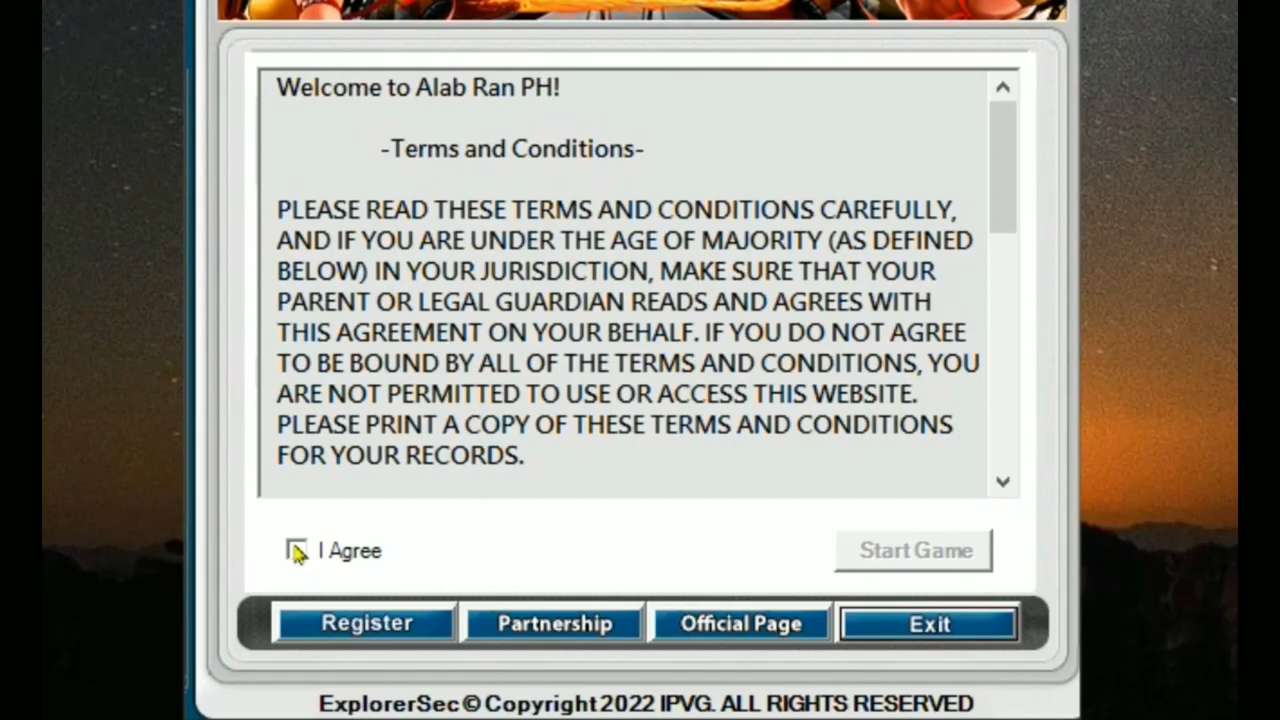 Welcome to Alab Ran PH!
-Terms and Conditions-
PLEASE READ THESE TERMS AND CONDITIONS CAREFULLY,
AND IF YOU ARE UNDER THE AGE OF MAJORITY (AS DEFINED
BELOW) IN YOUR JURISDICTION, MAKE SURE THAT YOUR
PARENT OR LEGAL GUARDIAN READS AND AGREES WITH
THIS AGREEMENT ON YOUR BEHALF. IF YOU DO NOT AGREE
TO BE BOUND BY ALL OF THE TERMS AND CONDITIONS, YOU
ARE NOT PERMITTED TO USE OR ACCESS THIS WEBSITE.
PLEASE PRINT A COPY OF THESE TERMS AND CONDITIONS
FOR YOUR RECORDS.
I Agree
Start Game
Register
Partnership
Official Page
Exit
ExplorerSec© Copyright 2022 IPVG. ALL RIGHTS RESERVED